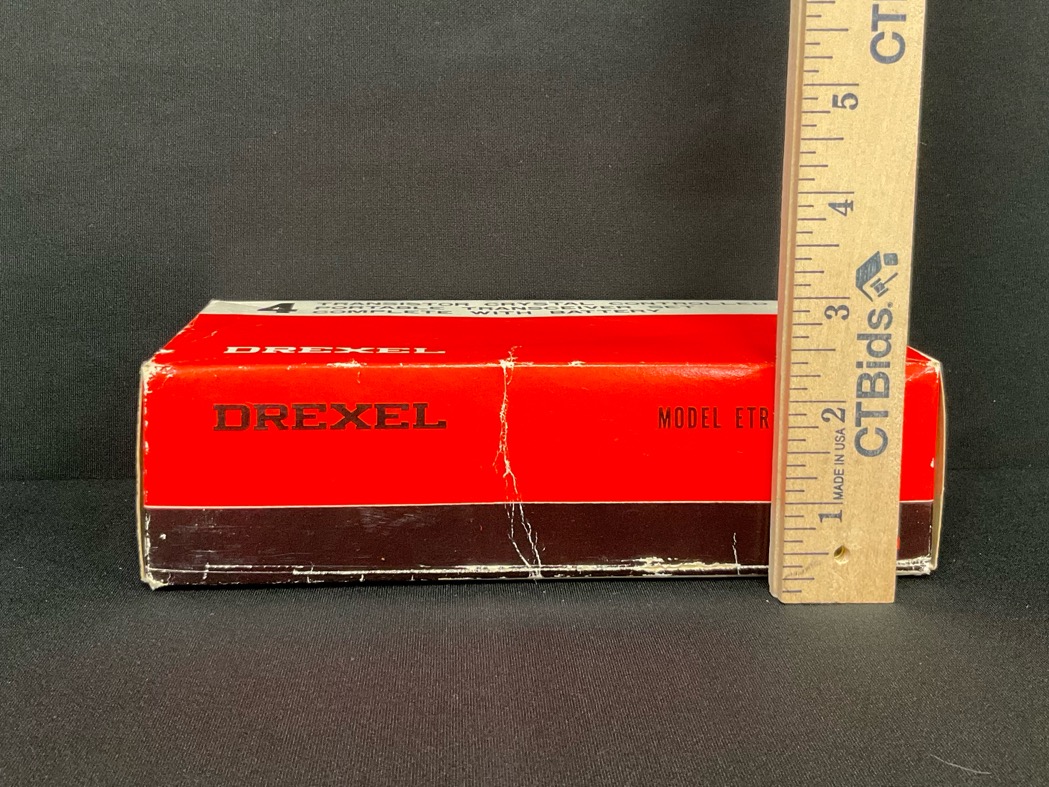 4 TRANSISTOR CRYSTAL CONTROLLED
PORTABLE TRANSCEIVER SET
COMPLETE WITH BATTERY
DREXEL
DREXEL
MODEL ETR
CT
5
4
3
2
1
CTBids.
MADE IN USA